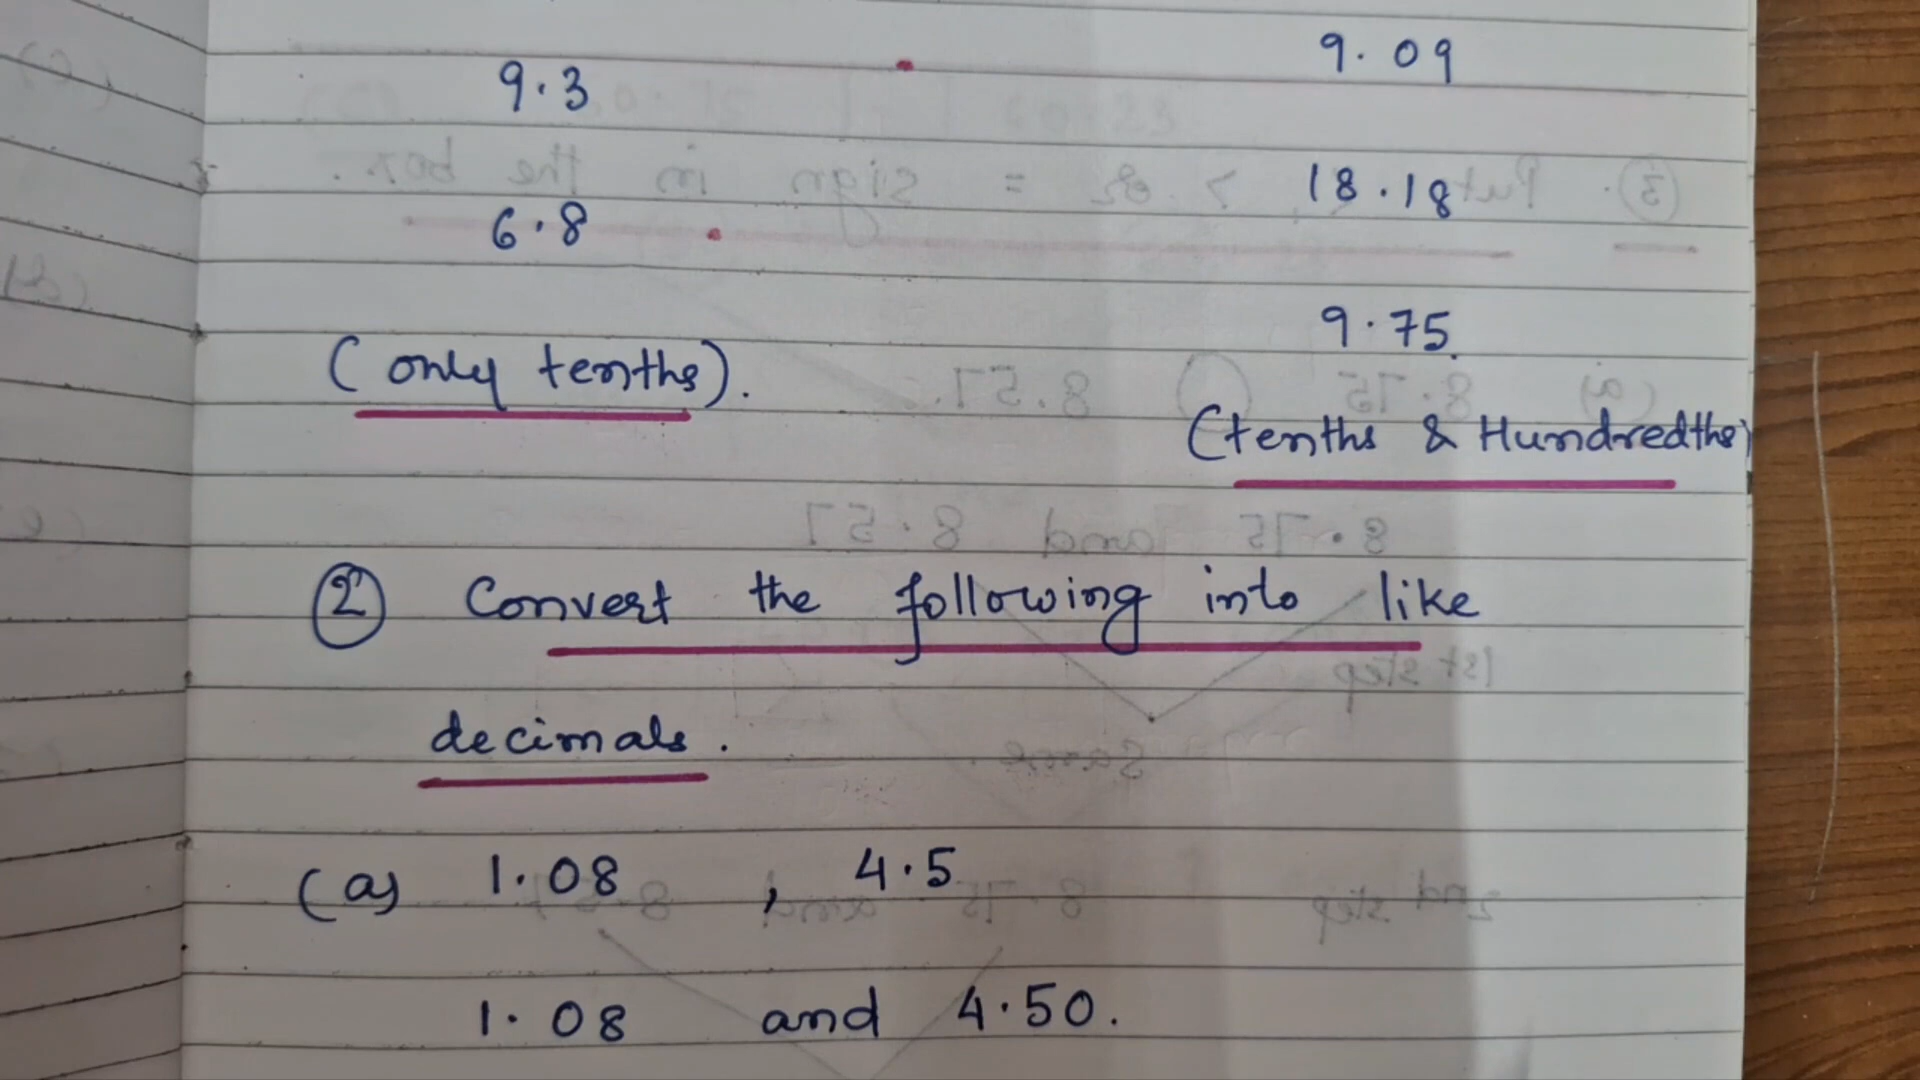 9.3 9.09
6.8 18.18
9.75
(only tenths).
(tenths & Hundredths)
② Convert the following into like
decimals.
(a) 1.08 , 4.5
1.08 and 4.50.